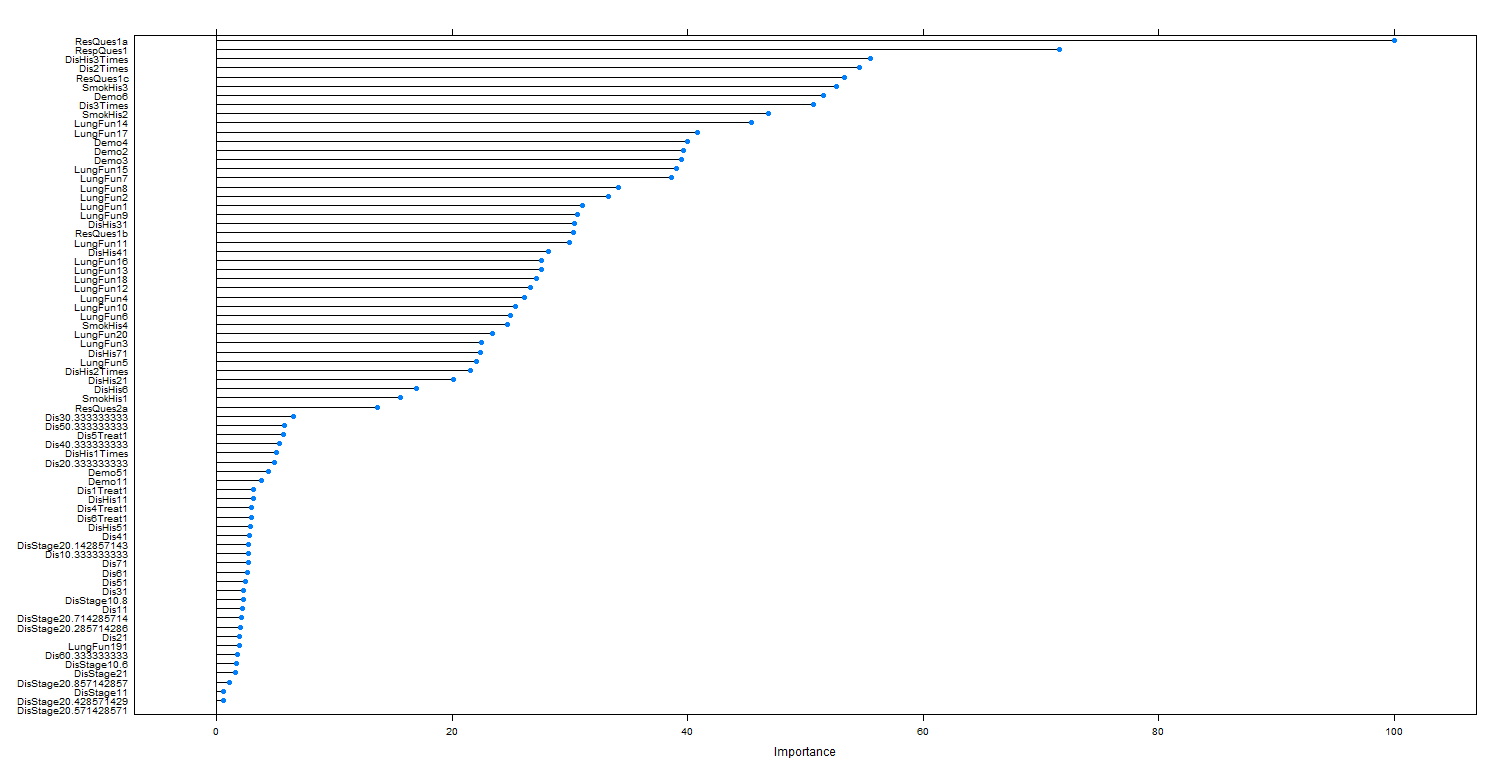 ResQues1a
RespQues1
DisHis3Times
Dis2Times
ResQues1c
SmokHis3
Demo6
Dis3Times
SmokHis2
LungFun14
LungFun17
Demo4
Demo2
Demo3
LungFun15
LungFun7
LungFun8
LungFun2
LungFun1
LungFun9
DisHis31
ResQues1b
LungFun11
DisHis41
LungFun16
LungFun13
LungFun18
LungFun12
LungFun4
LungFun10
LungFun6
SmokHis4
LungFun20
LungFun3
DisHis71
LungFun5
DisHis2Times
DisHis21
DisHis6
SmokHis1
ResQues2a
Dis30.333333333
Dis50.333333333
Dis5Treat1
Dis40.333333333
DisHis1Times
Dis20.333333333
Demo51
Demo11
Dis1Treat1
DisHis11
Dis4Treat1
Dis6Treat1
DisHis51
Dis41
DisStage20.142857143
Dis10.333333333
Dis71
Dis61
Dis51
Dis31
DisStage10.8
Dis11
DisStage20.714285714
DisStage20.285714286
Dis21
LungFun191
Dis60.333333333
DisStage10.6
DisStage21
DisStage20.857142857
DisStage11
DisStage20.428571429
DisStage20.571428571
0 20 40 60 80 100
Importance